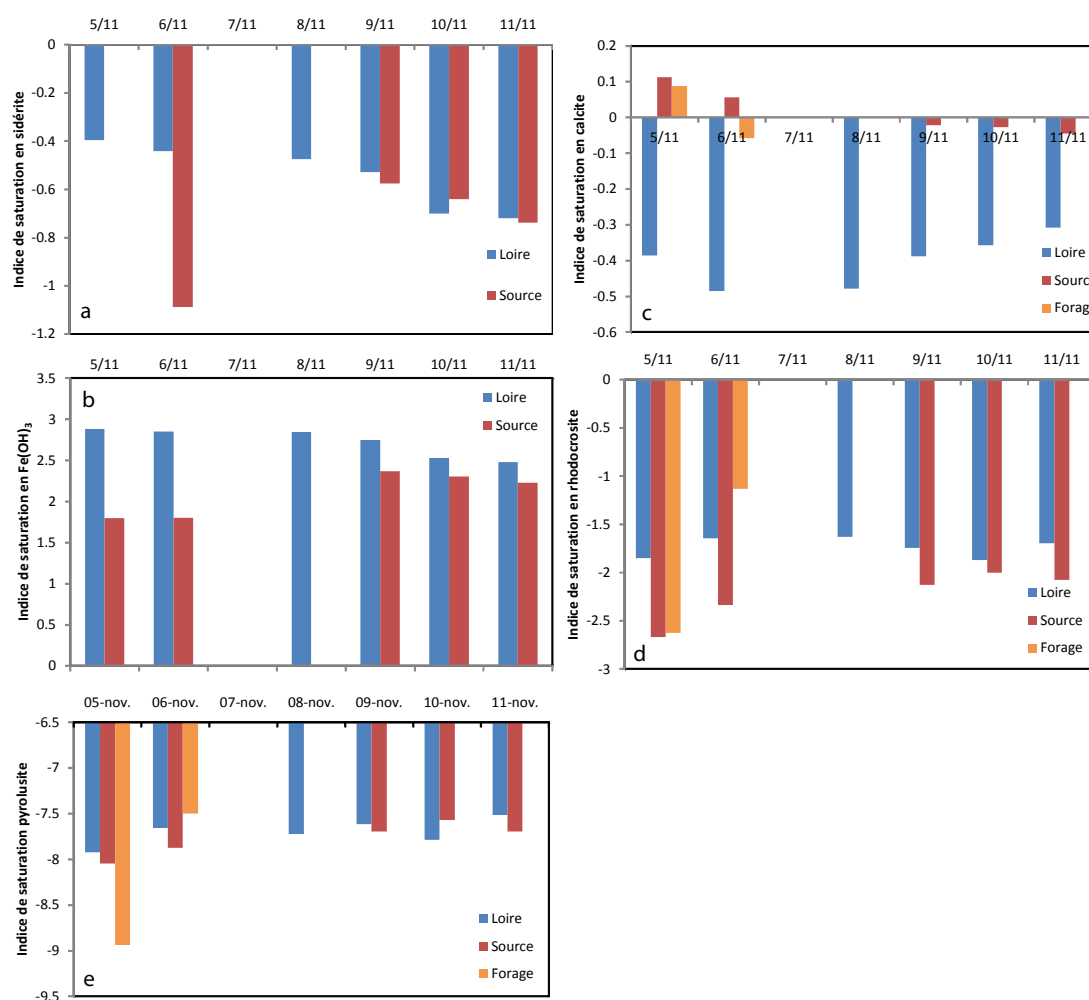 5/11 6/11 7/11 8/11 9/11 10/11 11/11
0
-0.2
-0.4
-0.6
-0.8
-1
-1.2
Indice de saturation en sidérite
Loire
Source
a
0.2
0.1
0
-0.1
-0.2
-0.3
-0.4
-0.5
-0.6
Indice de saturation en calcite
5/11 6/11 7/11 8/11 9/11 10/11 11/11
Loire
Sourc
Forag
c
5/11 6/11 7/11 8/11 9/11 10/11 11/11
3.5
3
2.5
2
1.5
1
0.5
0
Indice de saturation en Fe(OH)3
b
Loire
Source
5/11 6/11 7/11 8/11 9/11 10/11 11/11
0
-0.5
-1
-1.5
-2
-2.5
-3
Indice de saturation en rhodocrosite
Loire
Source
Forage
d
05-nov. 06-nov. 07-nov. 08-nov. 09-nov. 10-nov. 11-nov.
-6.5
-7
-7.5
-8
-8.5
-9
-9.5
Indice de saturation pyrolusite
Loire
Source
Forage
e